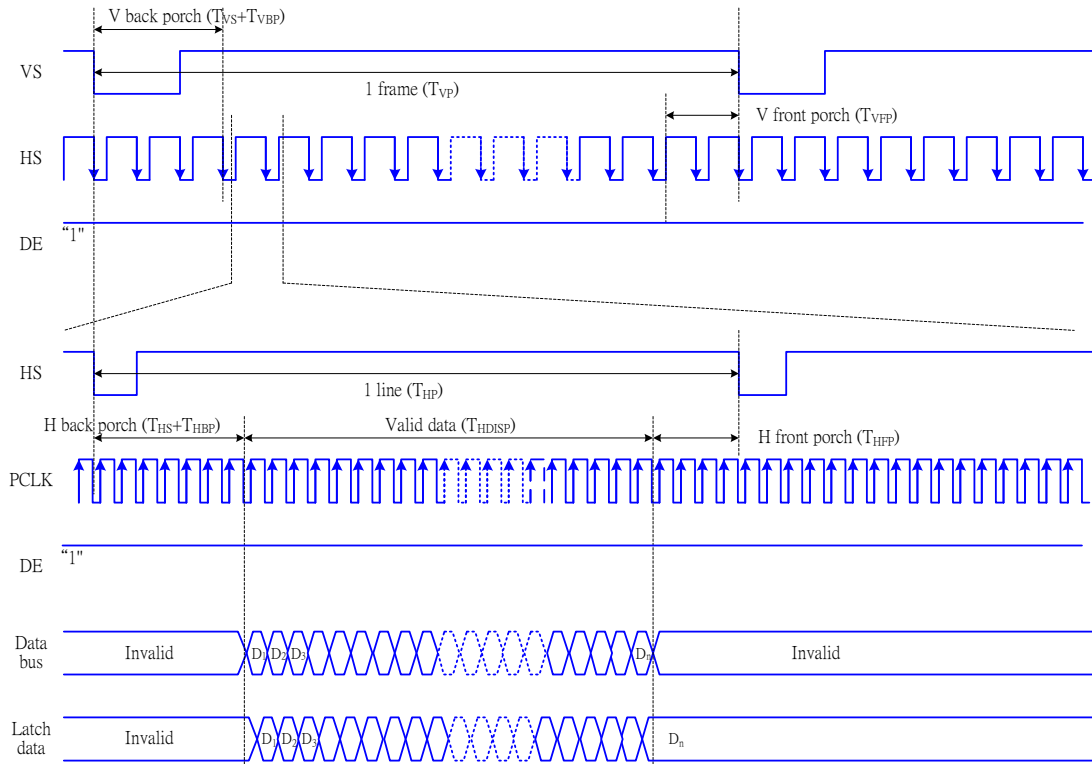 V back porch (TVS+TVBP)
VS
1 frame (TVP)
V front porch (TVFP)
HS
DE
“1"
HS
1 line (THP)
H back porch (THS+THBP)
Valid data (THDISP)
H front porch (THFP)
PCLK
DE
“1"
Data
bus
Invalid
D1
D2
D3
Dn
Invalid
Latch
data
Invalid
D1
D2
D3
Dn